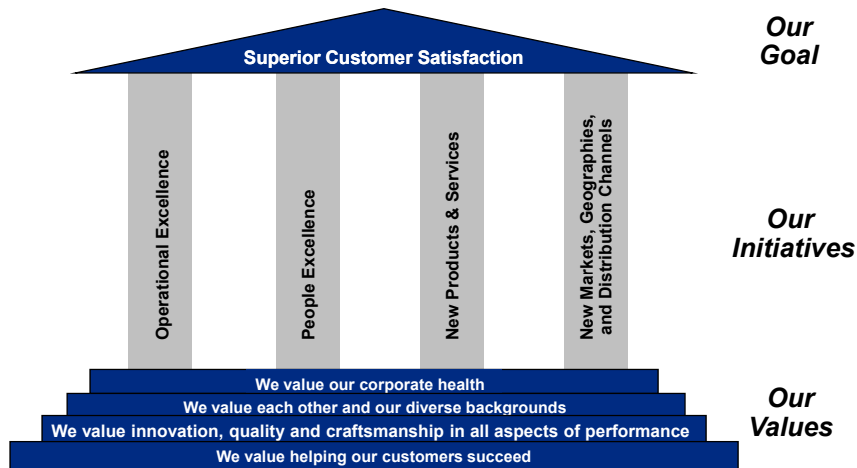 Superior Customer Satisfaction
Our
Goal
Operational Excellence
People Excellence
New Products & Services
New Markets, Geographies,
and Distribution Channels
Our
Initiatives
We value our corporate health
We value each other and our diverse backgrounds
We value innovation, quality and craftsmanship in all aspects of performance
We value helping our customers succeed
Our
Values